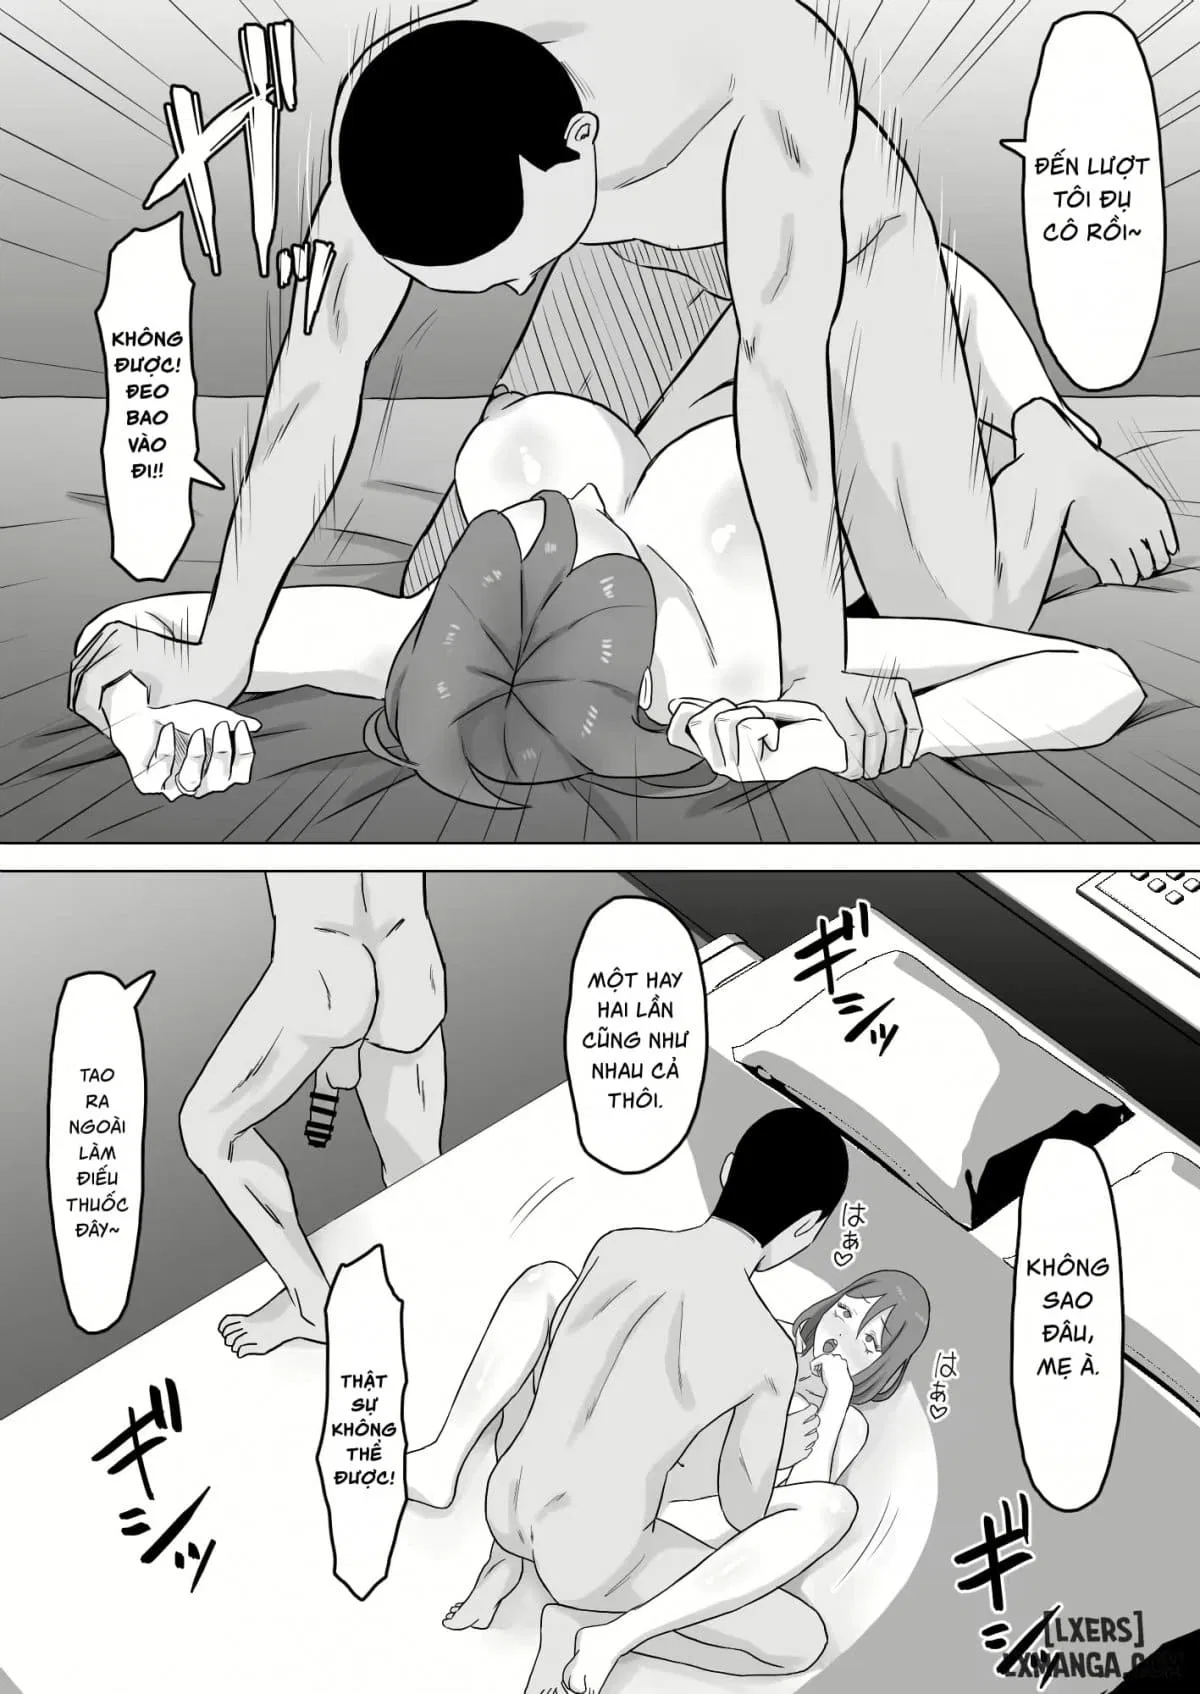 ĐẾN LƯỢT
TÔI ĐỤ
CÔ RỒI~
KHÔNG
ĐƯỢC!
ĐEO
BAO
VÀO
ĐI!!
MỘT HAY
HAI LẦN
CŨNG NHƯ
NHAU CẢ
THÔI.
TAO
RA
NGOÀI
LÀM
ĐIẾU
THUỐC
ĐÂY~
ギシッ
はぁ♡
はぁ♡
KHÔNG
SAO
ĐÂU,
MẸ À.
THẬT
SỰ
KHÔNG
THỂ
ĐƯỢC!
ギシッ
ギシッ
[LXERS]